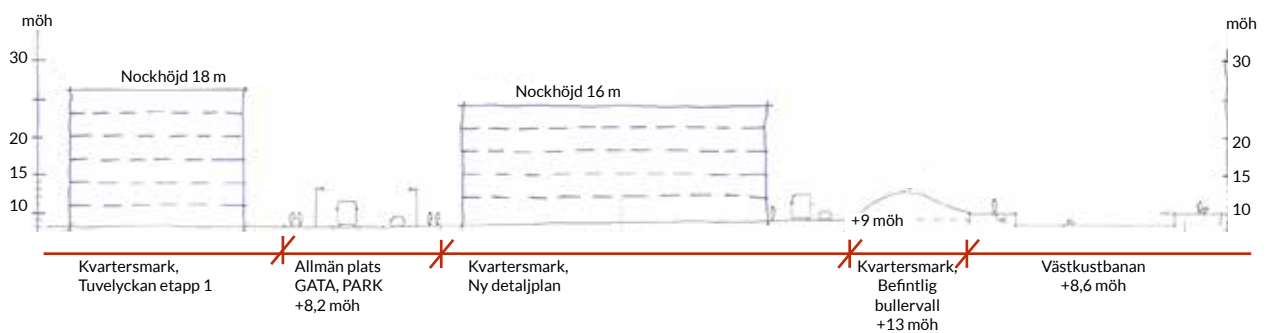 möh
möh
30
Nockhöjd 18 m
Nockhöjd 16 m
30
20
20
15
15
10
10
+9 möh
Kvartersmark,
Tuvelyckan etapp 1
Allmän plats
GATA, PARK
+8,2 möh
Kvartersmark,
Ny detaljplan
Kvartersmark,
Befintlig
bullervall
+13 möh
Västkustbanan
+8,6 möh